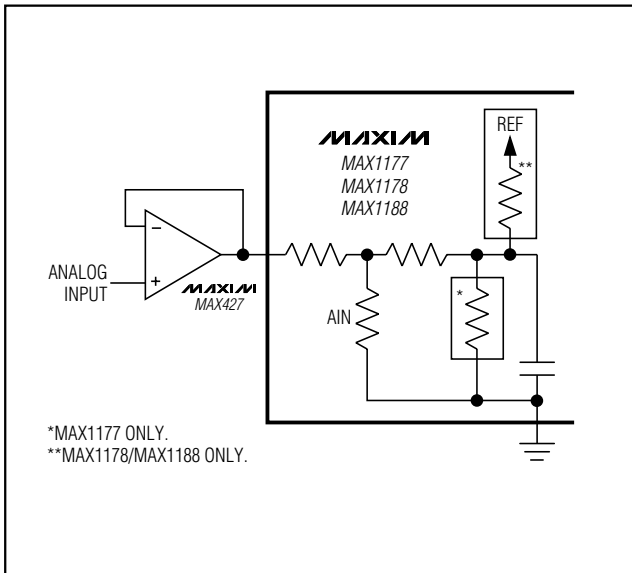 MAXIM
MAX1177
MAX1178
MAX1188
REF
**
ANALOG
INPUT
−
+
MAXIM
MAX427
AIN
*
*MAX1177 ONLY.
**MAX1178/MAX1188 ONLY.